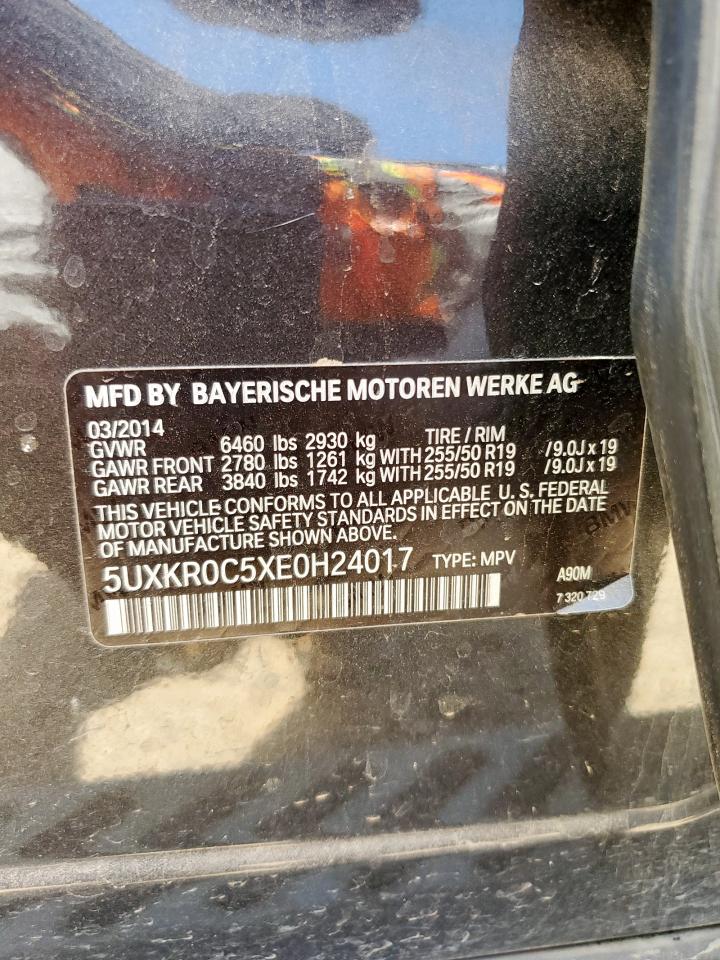 MFD BY BAYERISCHE MOTOREN WERKE AG
03/2014 TIRE / RIM
GVWR 6460 lbs 2930 kg
GAWR FRONT 2780 lbs 1261 kg WITH 255/50 R19 /9.0J x 19
GAWR REAR 3840 lbs 1742 kg WITH 255/50 R19 /9.0J x 19
THIS VEHICLE CONFORMS TO ALL APPLICABLE U. S. FEDERAL
MOTOR VEHICLE SAFETY STANDARDS IN EFFECT ON THE DATE
OF MANUFACTURE SHOWN ABOVE.
5UXKR0C5XE0H24017 TYPE: MPV
A90M
7 320 729